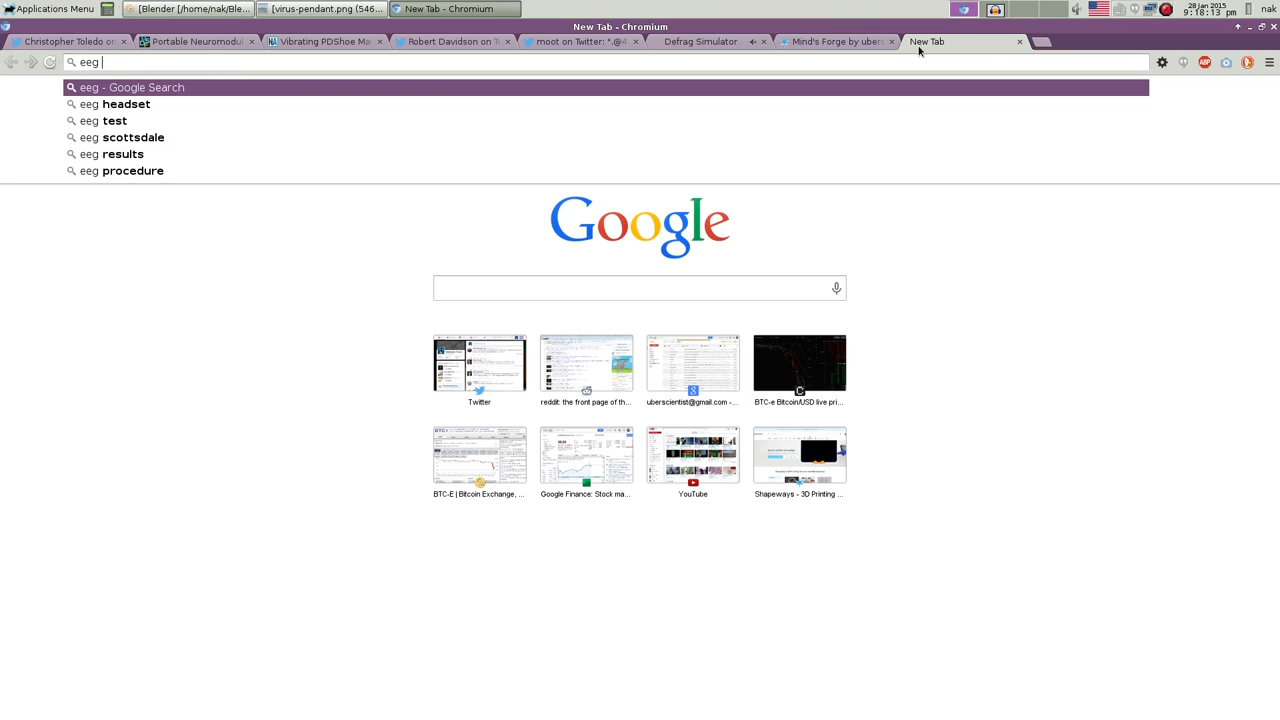 Applications Menu [Blender [/home/nak/Ble... [virus-pendant.png (546... New Tab - Chromium 28 Jan 2015 nak
9:18:13 pm
New Tab - Chromium
Christopher Toledo on Portable Neuromodul Vibrating PDShoe Ma Robert Davidson on T moot on Twitter: "*.@4 Defrag Simulator Mind's Forge by uber New Tab
eeg
eeg - Google Search
eeg headset
eeg test
eeg scottsdale
eeg results
eeg procedure
Google
Twitter reddit: the front page of th... uberscientist@gmail.com -... BTC-e Bitcoin/USD live pri...
BTC-E | Bitcoin Exchange, ... Google Finance: Stock ma... YouTube Shapeways - 3D Printing ...